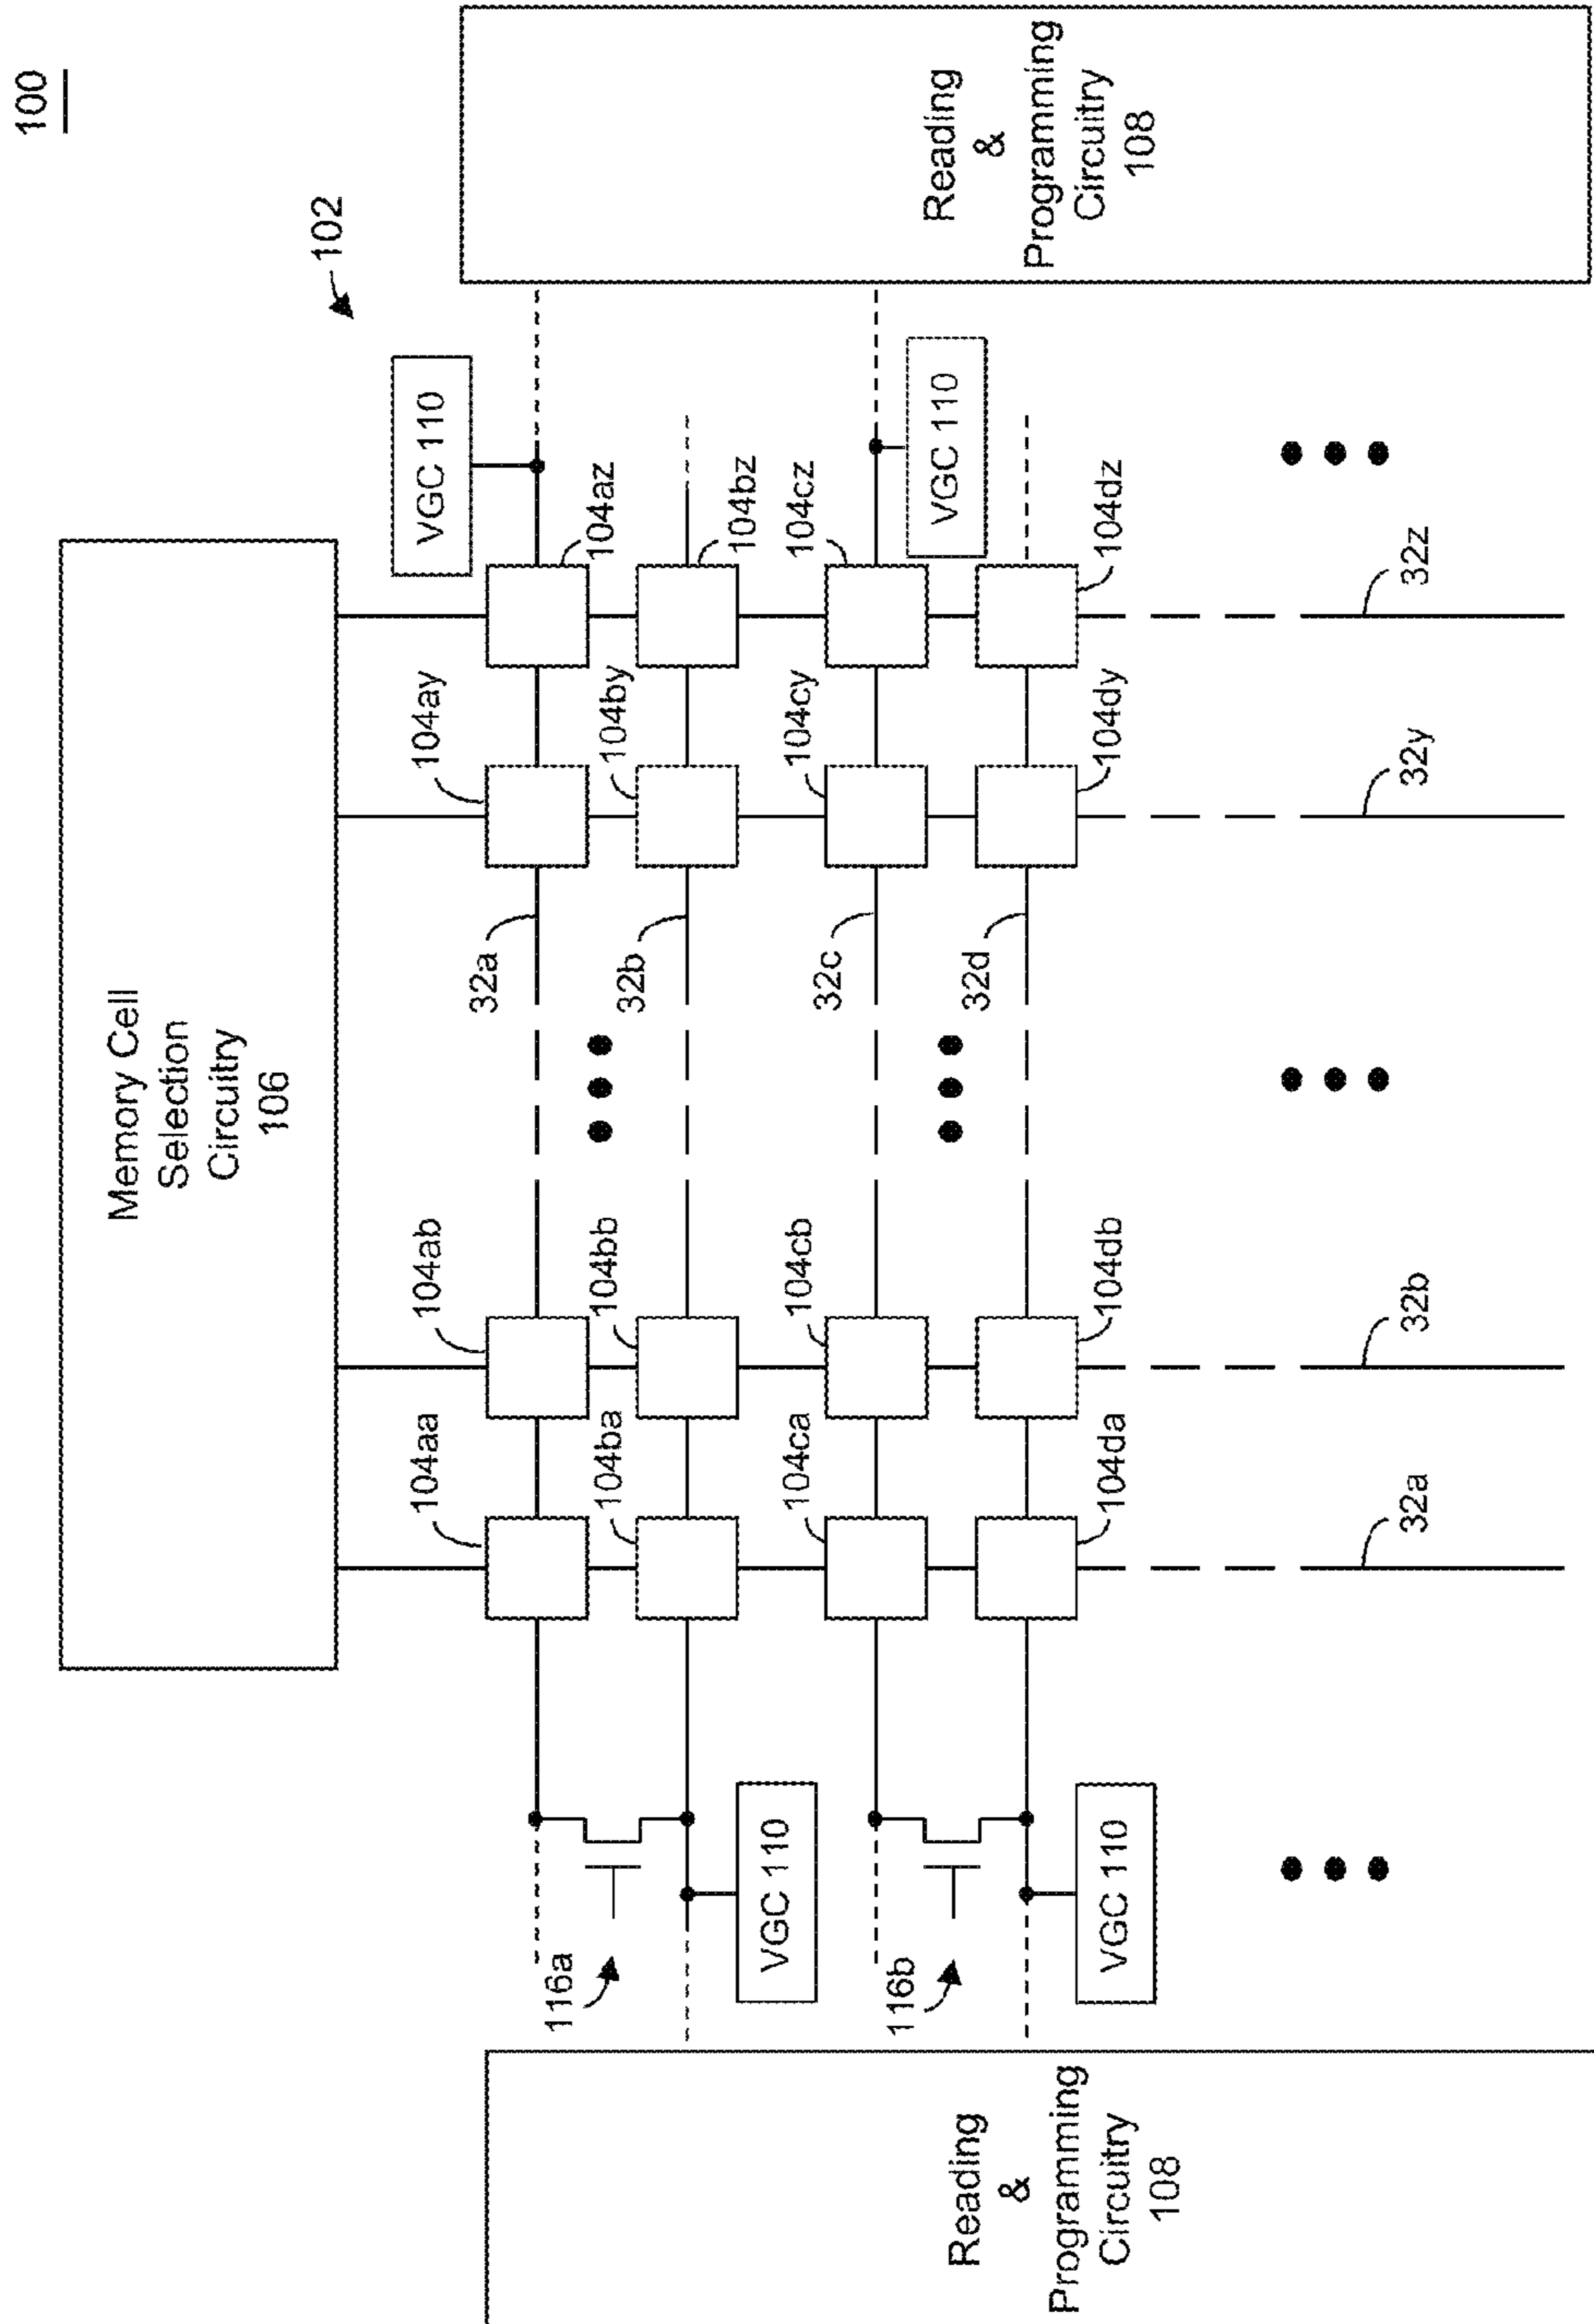 100
102
Memory Cell
Selection
Circuitry
106
Reading
&
Programming
Circuitry
108
Reading
&
Programming
Circuitry
108
VGC 110
VGC 110
VGC 110
VGC 110
116a
116b
104aa
104ab
104ay
104az
104ba
104bb
104by
104bz
104ca
104cb
104cy
104cz
104da
104db
104dy
104dz
32a
32b
32c
32d
32a
32b
32y
32z